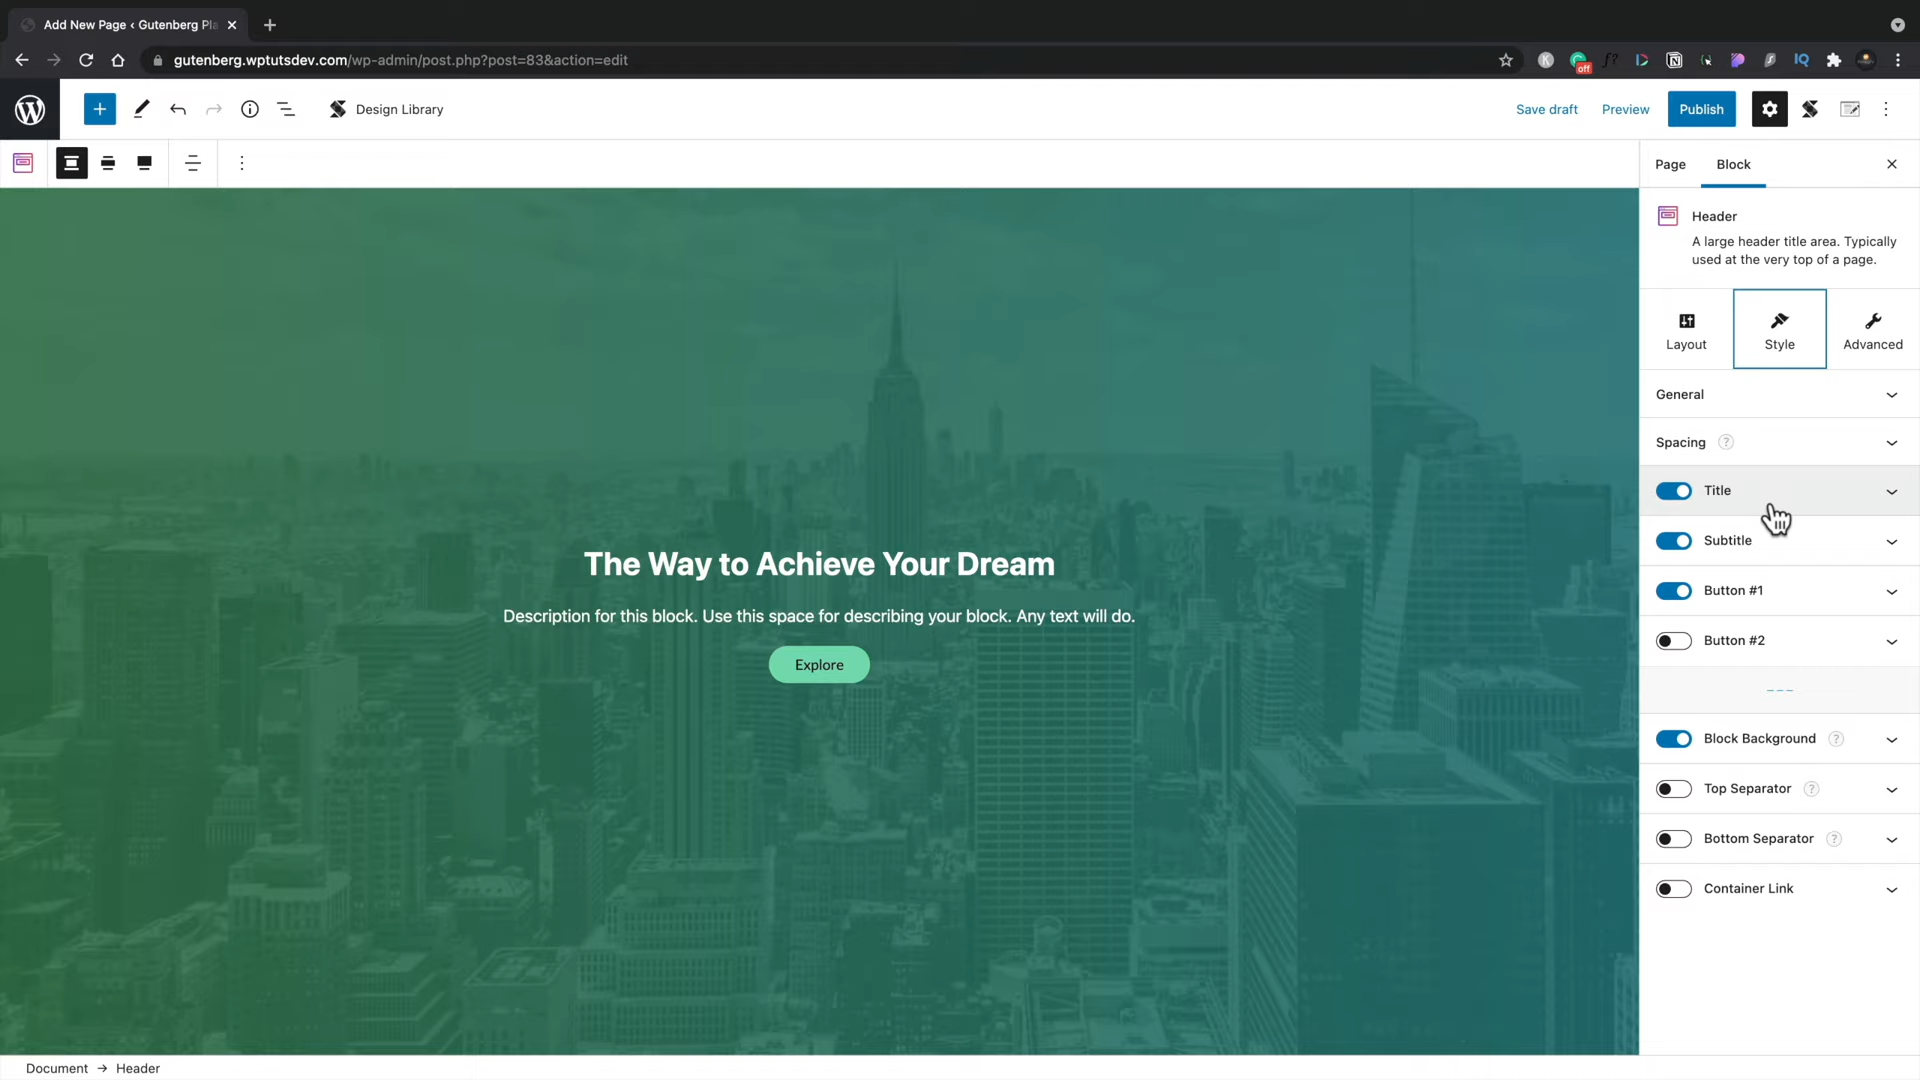 Add New Page ‹ Gutenberg Pla
gutenberg.wptutsdev.com/wp-admin/post.php?post=83&action=edit
off
Design Library
Save draft
Preview
Publish
Page
Block
Header
A large header title area. Typically
used at the very top of a page.
Layout
Style
Advanced
General
Spacing ?
Title
Subtitle
Button #1
Button #2
Block Background ?
Top Separator ?
Bottom Separator ?
Container Link
The Way to Achieve Your Dream
Description for this block. Use this space for describing your block. Any text will do.
Explore
Document → Header